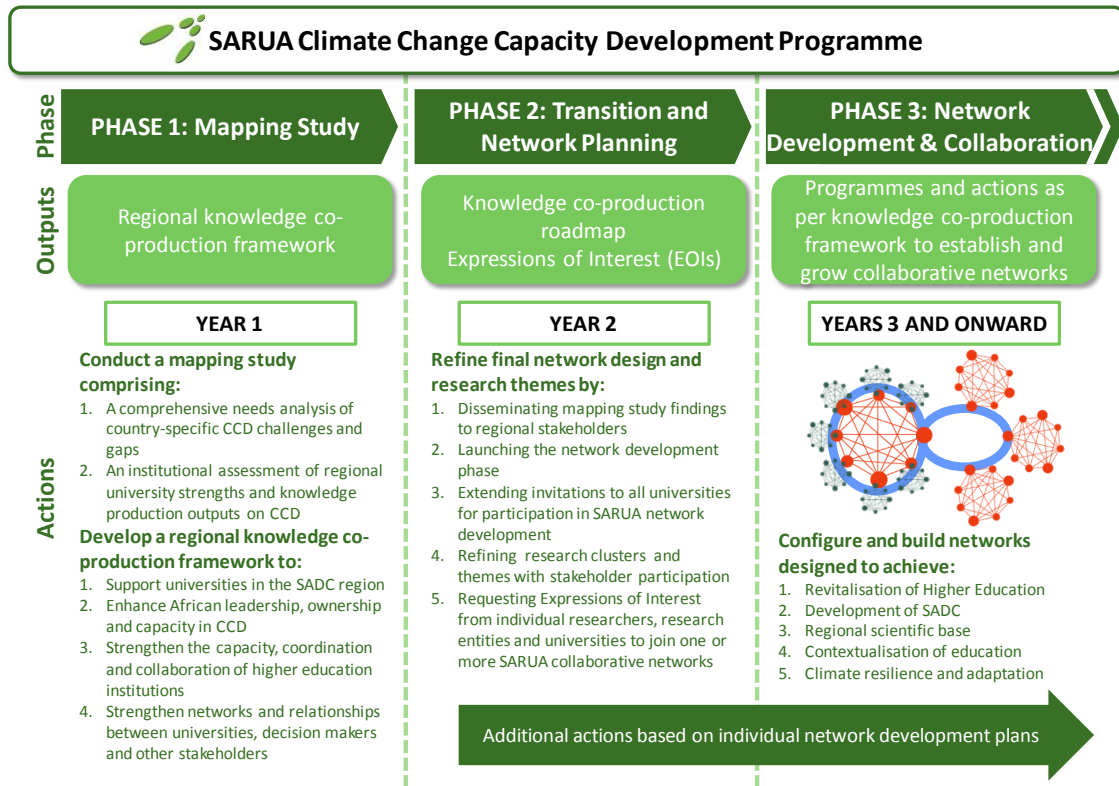 SARUA Climate Change Capacity Development Programme
Phase
PHASE 1: Mapping Study
PHASE 2: Transition and
Network Planning
PHASE 3: Network
Development & Collaboration
Outputs
Regional knowledge co-
production framework
Knowledge co-production
roadmap
Expressions of Interest (EOIs)
Programmes and actions as
per knowledge co-production
framework to establish and
grow collaborative networks
Actions
YEAR 1
Conduct a mapping study
comprising:
1. A comprehensive needs analysis of
country-specific CCD challenges and
gaps
2. An institutional assessment of regional
university strengths and knowledge
production outputs on CCD
Develop a regional knowledge co-
production framework to:
1. Support universities in the SADC region
2. Enhance African leadership, ownership
and capacity in CCD
3. Strengthen the capacity, coordination
and collaboration of higher education
institutions
4. Strengthen networks and relationships
between universities, decision makers
and other stakeholders
YEAR 2
Refine final network design and
research themes by:
1. Disseminating mapping study findings
to regional stakeholders
2. Launching the network development
phase
3. Extending invitations to all universities
for participation in SARUA network
development
4. Refining research clusters and
themes with stakeholder participation
5. Requesting Expressions of Interest
from individual researchers, research
entities and universities to join one or
more SARUA collaborative networks
YEARS 3 AND ONWARD
Configure and build networks
designed to achieve:
1. Revitalisation of Higher Education
2. Development of SADC
3. Regional scientific base
4. Contextualisation of education
5. Climate resilience and adaptation
Additional actions based on individual network development plans